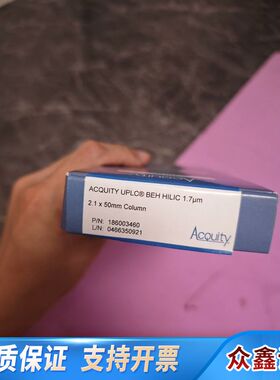 ACQUITY UPLC® BEH HILIC 1.7µm
2.1 x 50mm Column
P/N: 186003460
L/N: 0466350921
Acquity
质保证 支持开票
众鑫